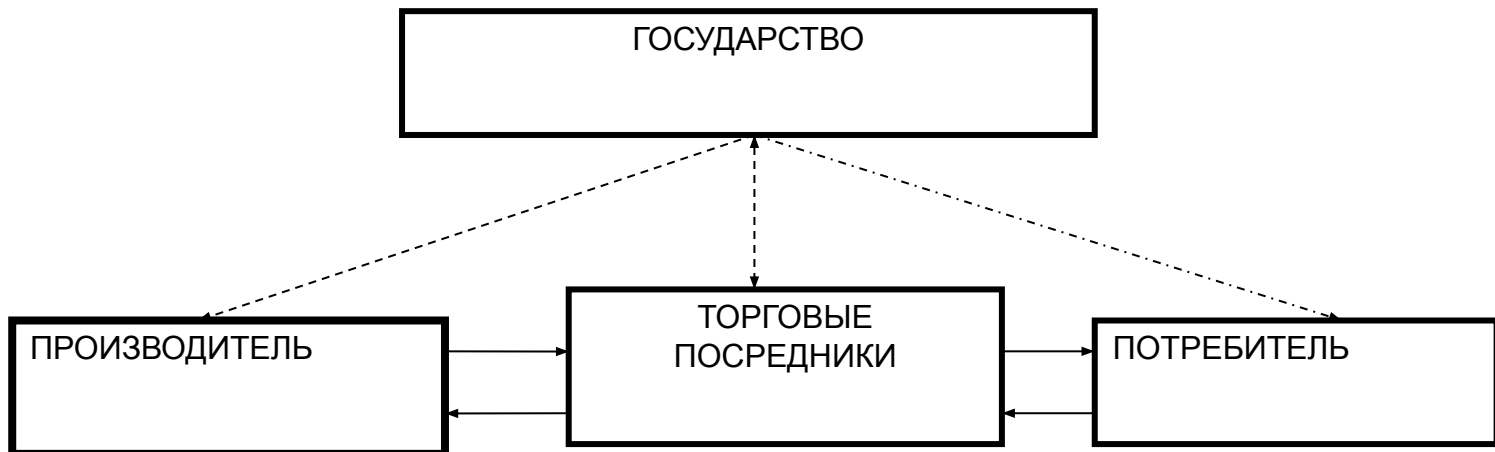 ГОСУДАРСТВО
ПРОИЗВОДИТЕЛЬ
ТОРГОВЫЕ
ПОСРЕДНИКИ
ПОТРЕБИТЕЛЬ